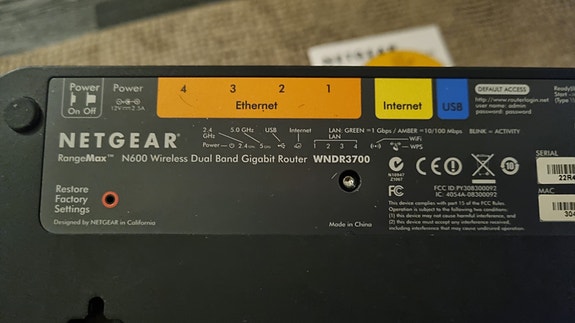 NETGEAR
Power
On Off
Power
12V 2.5A
4 3 2 1
Ethernet
Internet
USB
DEFAULT ACCESS
http://www.routerlogin.net
user name: admin
password: password
Start
NETGEAR®
2.4 GHz 5.0 GHz USB Internet LAN: GREEN =1 Gbps / AMBER =10/100 Mbps BLINK = ACTIVITY
Power 2.4 5 1 2 3 4 WiFi
WPS
RangeMax™ N600 Wireless Dual Band Gigabit Router WNDR3700
N10947
SERIAL
22R4
Restore
Factory
Settings
FCC ID PY308300092
IC: 4054A-08300092
MAC
304
This device complies with part 15 of the FCC Rules.
Operation is subject to the following two conditions:
(1) this device may not cause harmful interference, and
(2) this device must accept any interference received,
including interference that may cause undesired operation.
Designed by NETGEAR in California
Made in China